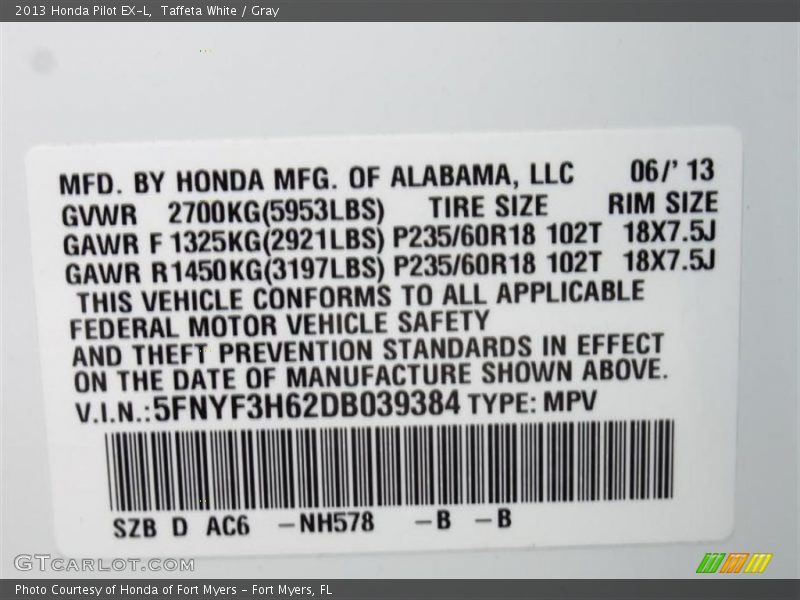 2013 Honda Pilot EX-L, Taffeta White / Gray
MFD. BY HONDA MFG. OF ALABAMA, LLC 06/' 13
GVWR 2700KG(5953LBS) TIRE SIZE RIM SIZE
GAWR F 1325KG(2921LBS) P235/60R18 102T 18X7.5J
GAWR R 1450KG(3197LBS) P235/60R18 102T 18X7.5J
THIS VEHICLE CONFORMS TO ALL APPLICABLE
FEDERAL MOTOR VEHICLE SAFETY
AND THEFT PREVENTION STANDARDS IN EFFECT
ON THE DATE OF MANUFACTURE SHOWN ABOVE.
V.I.N.:5FNYF3H62DB039384 TYPE: MPV
SZB D AC6 -NH578 -B -B
GTCARLOT.COM
Photo Courtesy of Honda of Fort Myers - Fort Myers, FL